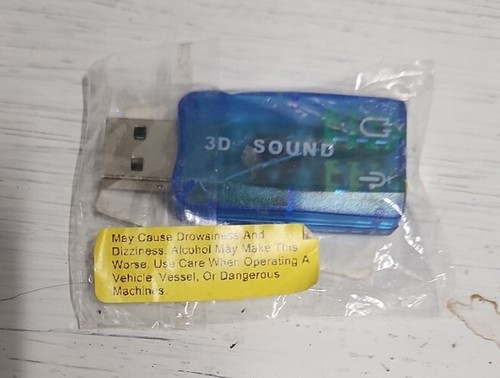 3D SOUND
May Cause Drowsiness And
Dizziness. Alcohol May Make This
Worse. Use Care When Operating A
Vehicle, Vessel, Or Dangerous
Machines.